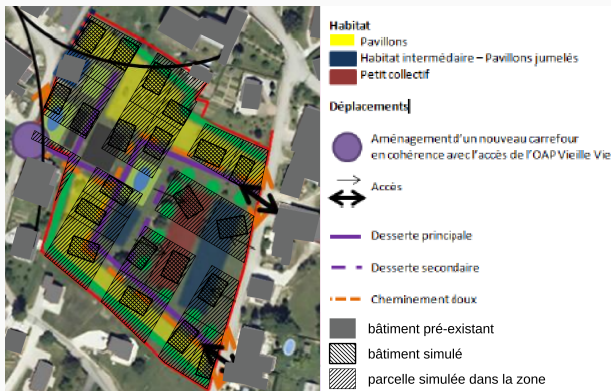 Habitat
Pavillons
Habitat intermédaire – Pavillons jumelés
Petit collectif
Déplacements
Aménagement d'un nouveau carrefour
en cohérence avec l'accès de l'OAP Vieille Vie
Accès
Desserte principale
Desserte secondaire
Cheminement doux
bâtiment pré-existant
bâtiment simulé
parcelle simulée dans la zone